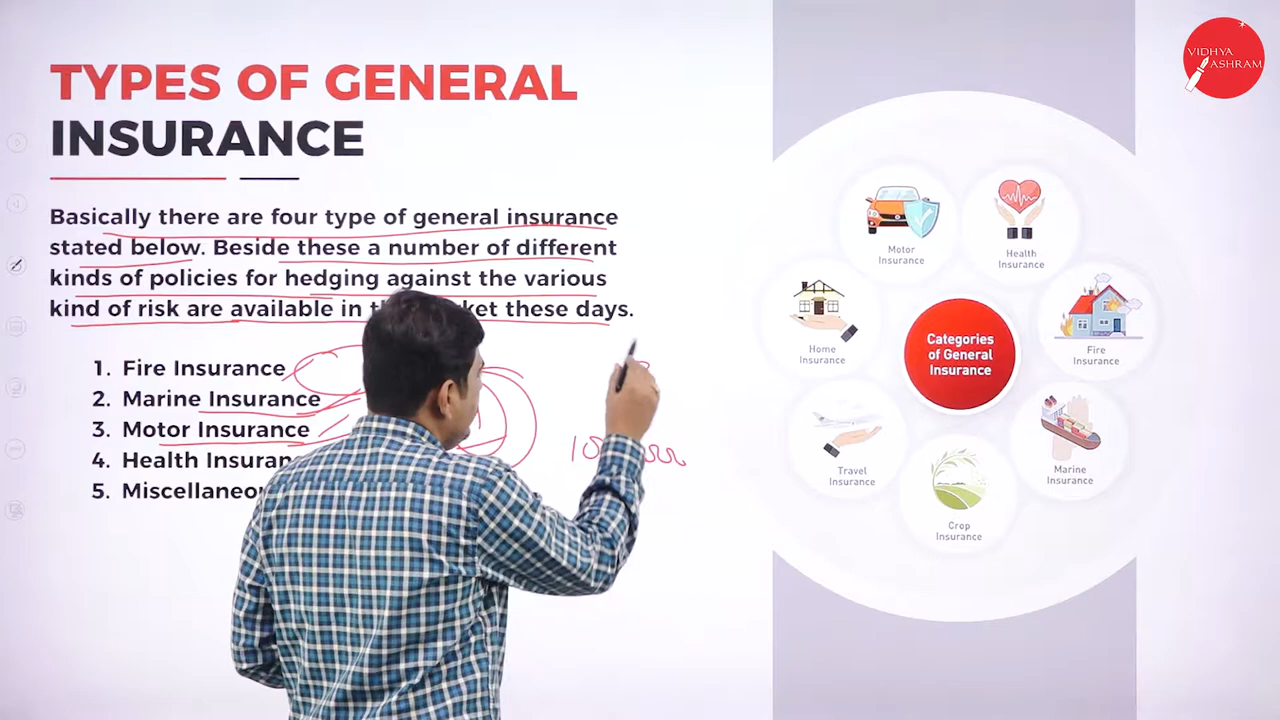 TYPES OF GENERAL
INSURANCE
Basically there are four type of general insurance
stated below. Beside these a number of different
kinds of policies for hedging against the various
kind of risk are available in these days.
1. Fire Insurance
2. Marine Insurance
3. Motor Insurance
4. Health
5.
VIDHYA
ASHRAM
Motor
Insurance
Health
Insurance
Home
Insurance
Categories
of General
Insurance
Fire
Insurance
Travel
Insurance
Marine
Insurance
Crop
Insurance